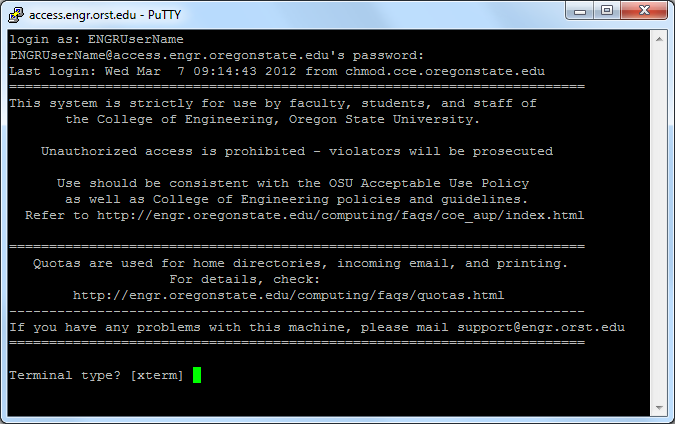 access.engr.orst.edu - PuTTY
login as: ENGRUserName
ENGRUserName@access.engr.oregonstate.edu's password:
Last login: Wed Mar  7 09:14:43 2012 from chmod.cce.oregonstate.edu
========================================================================
This system is strictly for use by faculty, students, and staff of
the College of Engineering, Oregon State University.
Unauthorized access is prohibited - violators will be prosecuted
Use should be consistent with the OSU Acceptable Use Policy
as well as College of Engineering policies and guidelines.
Refer to http://engr.oregonstate.edu/computing/faqs/coe_aup/index.html
========================================================================
Quotas are used for home directories, incoming email, and printing.
For details, check:
http://engr.oregonstate.edu/computing/faqs/quotas.html
------------------------------------------------------------------------
If you have any problems with this machine, please mail support@engr.orst.edu
========================================================================
Terminal type? [xterm]